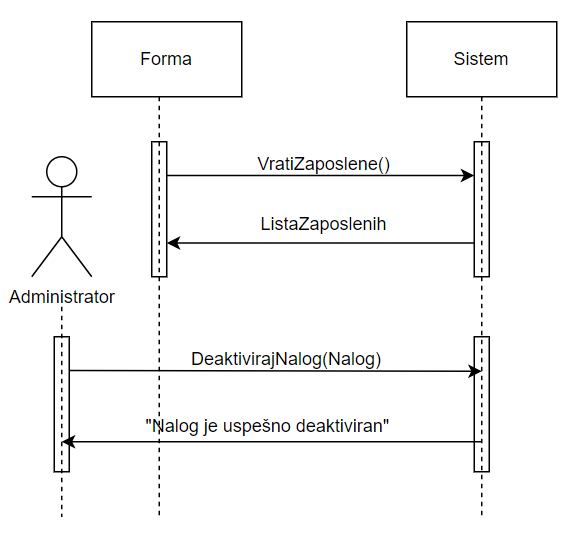 Forma
Sistem
VratiZaposlene()
ListaZaposlenih
Administrator
DeaktivirajNalog(Nalog)
"Nalog je uspešno deaktiviran"